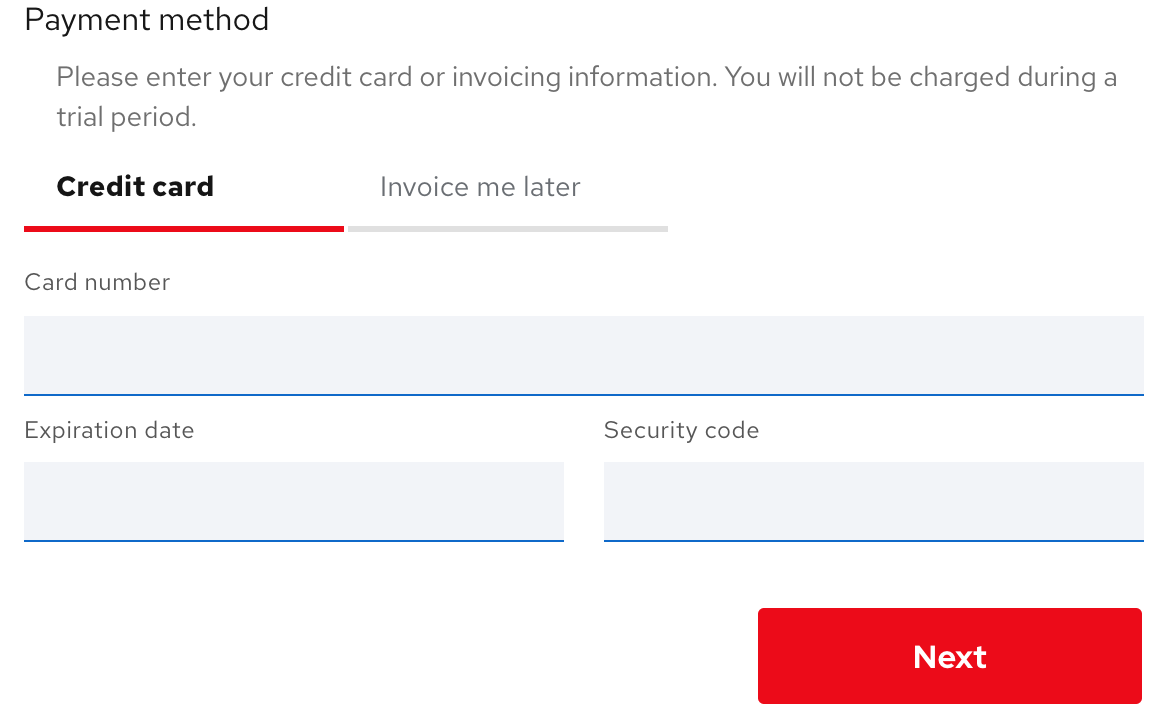 Payment method
Please enter your credit card or invoicing information. You will not be charged during a
trial period.
Credit card
Invoice me later
Card number
Expiration date
Security code
Next